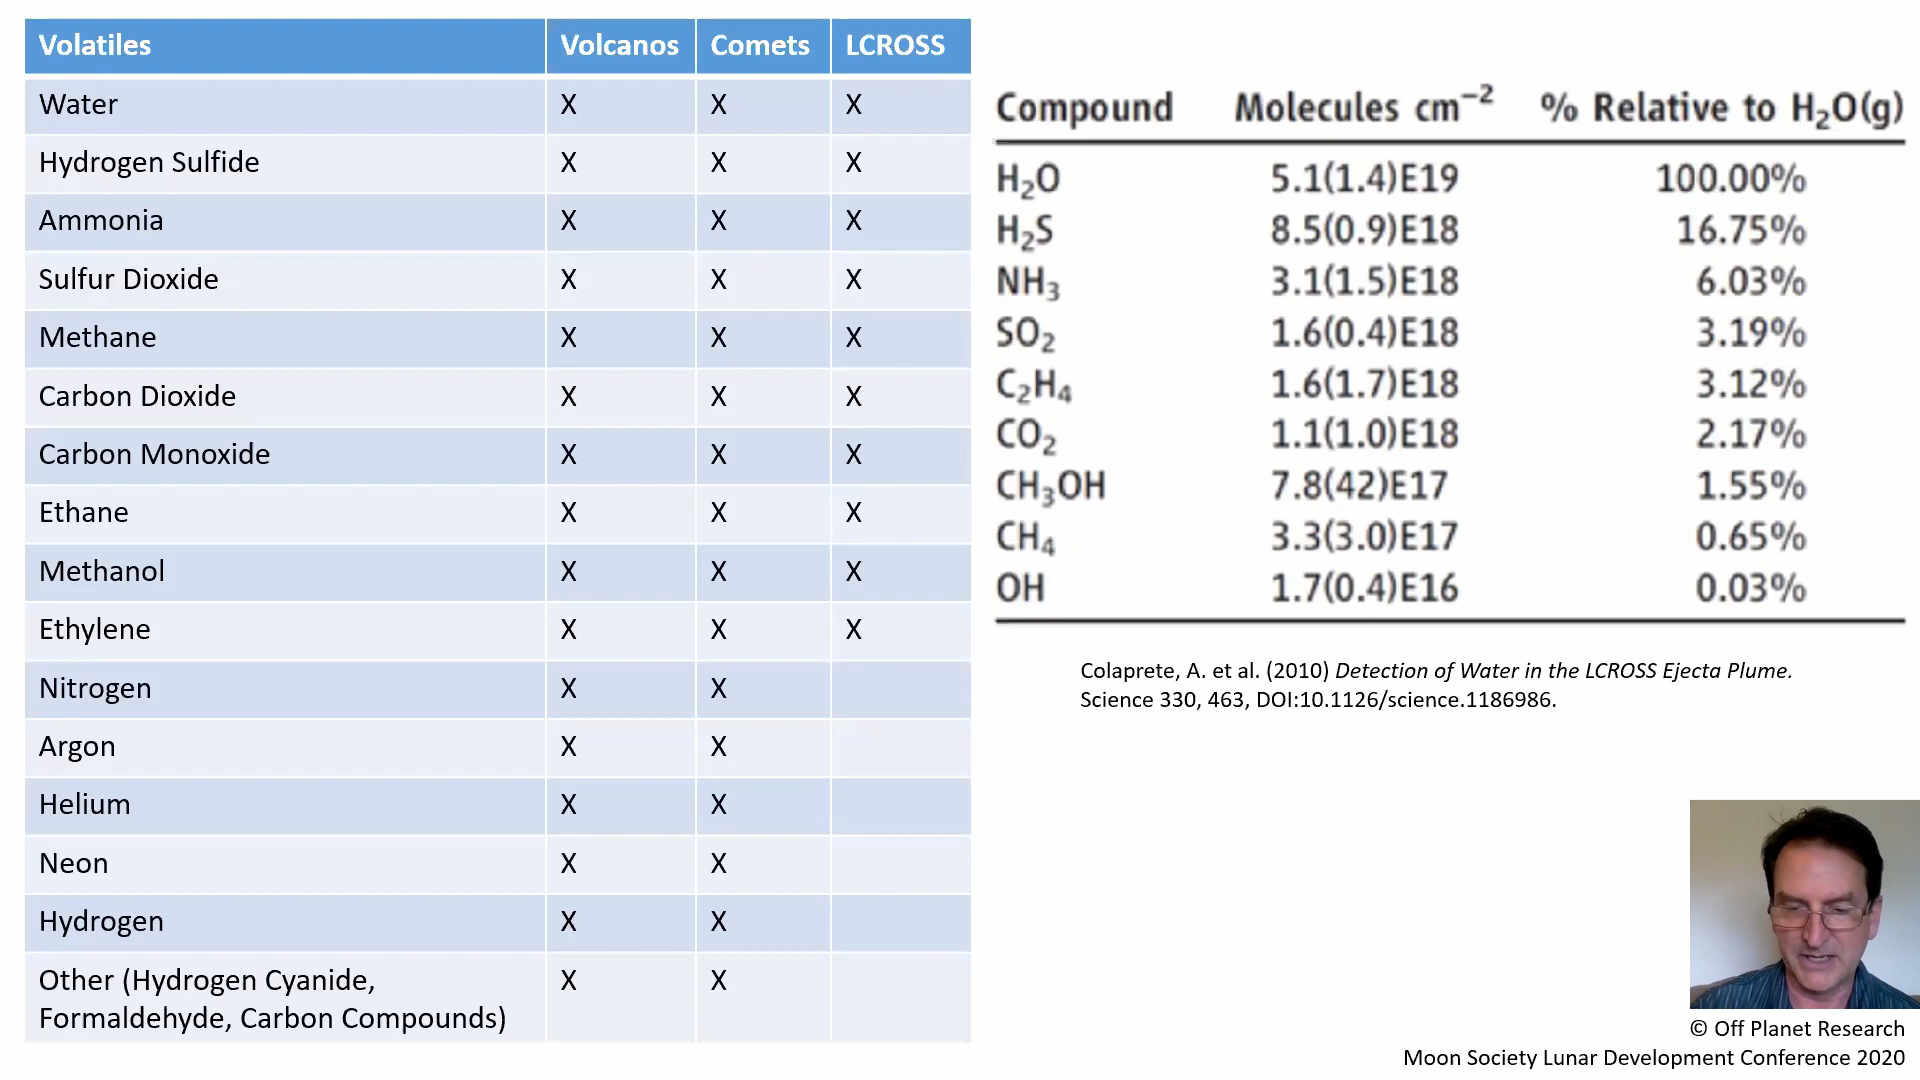 Volatiles Volcanos Comets LCROSS
Water X X X
Hydrogen Sulfide X X X
Ammonia X X X
Sulfur Dioxide X X X
Methane X X X
Carbon Dioxide X X X
Carbon Monoxide X X X
Ethane X X X
Methanol X X X
Ethylene X X X
Nitrogen X X
Argon X X
Helium X X
Neon X X
Hydrogen X X
Other (Hydrogen Cyanide, X X
Formaldehyde, Carbon Compounds)
Compound Molecules cm⁻² % Relative to H₂O(g)
H₂O 5.1(1.4)E19 100.00%
H₂S 8.5(0.9)E18 16.75%
NH₃ 3.1(1.5)E18 6.03%
SO₂ 1.6(0.4)E18 3.19%
C₂H₄ 1.6(1.7)E18 3.12%
CO₂ 1.1(1.0)E18 2.17%
CH₃OH 7.8(42)E17 1.55%
CH₄ 3.3(3.0)E17 0.65%
OH 1.7(0.4)E16 0.03%
Colaprete, A. et al. (2010) Detection of Water in the LCROSS Ejecta Plume.
Science 330, 463, DOI:10.1126/science.1186986.
© Off Planet Research
Moon Society Lunar Development Conference 2020